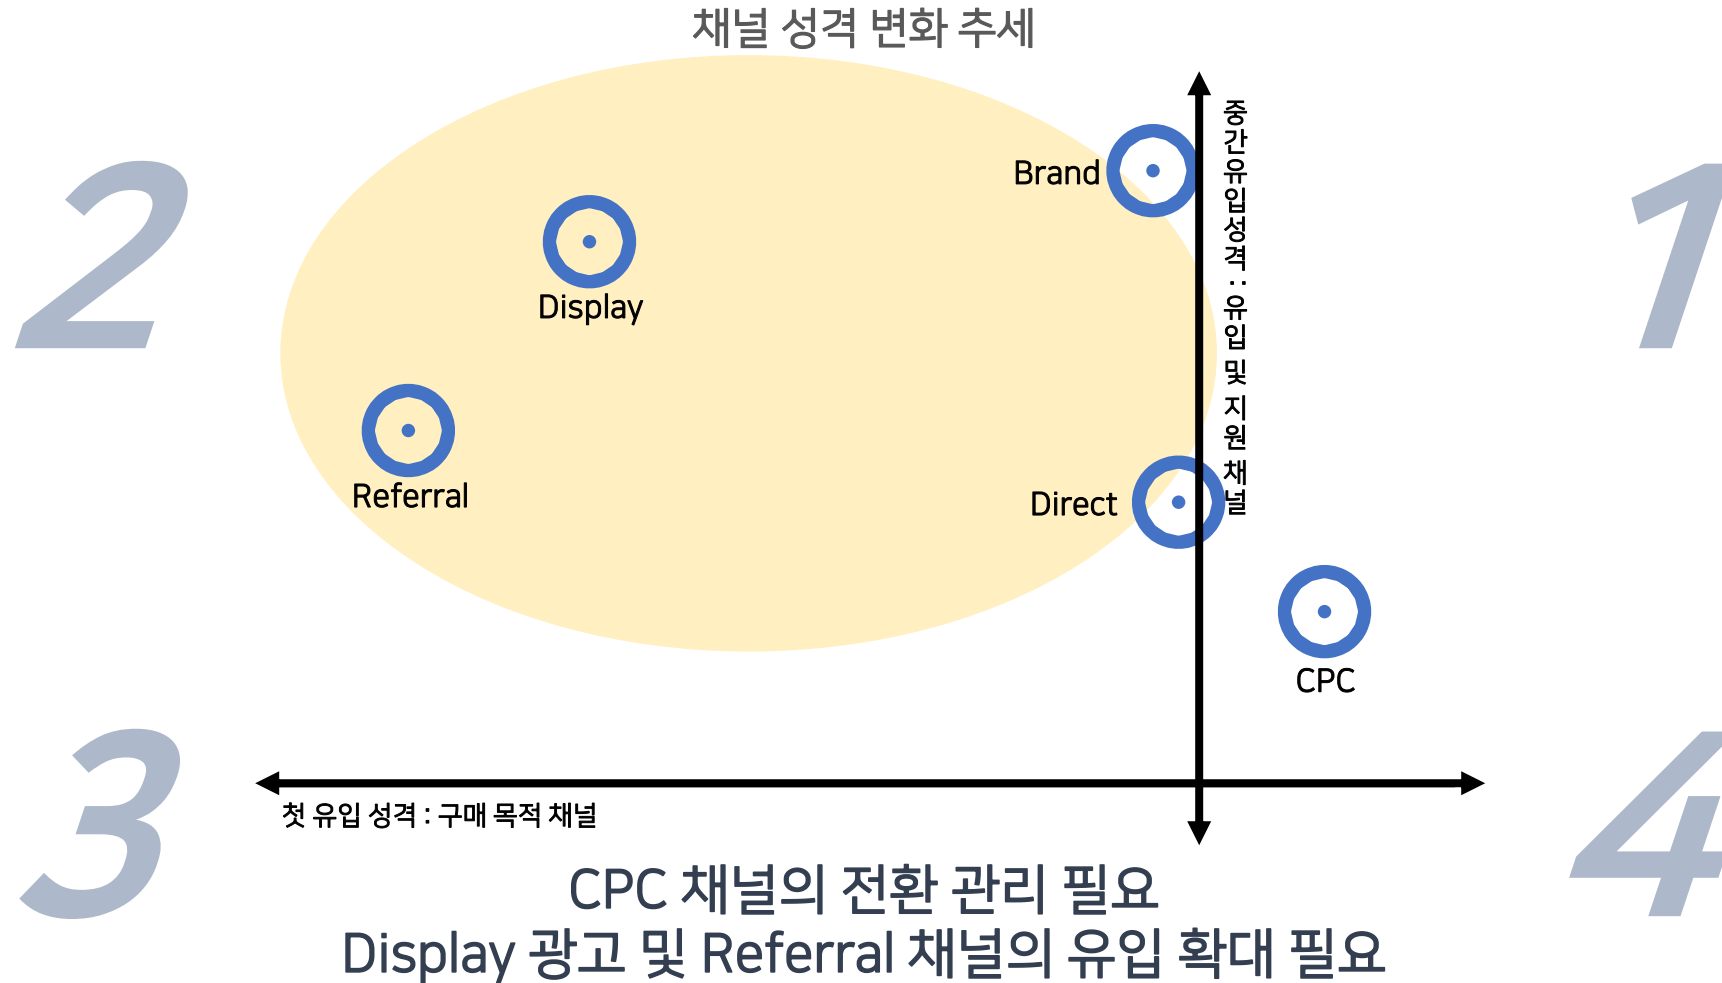 채널 성격 변화 추세
2
1
Brand
Display
중간유입성격 : 유입 및 지원 채널
Referral
Direct
CPC
3
4
첫 유입 성격 : 구매 목적 채널
CPC 채널의 전환 관리 필요
Display 광고 및 Referral 채널의 유입 확대 필요